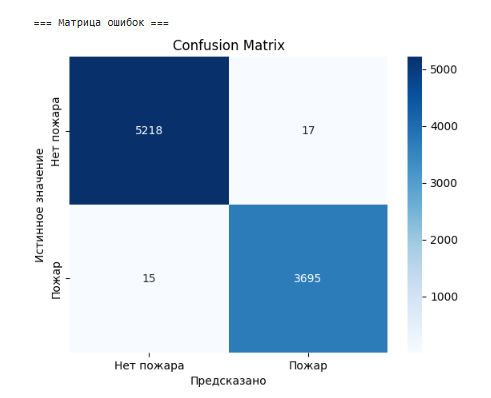 === Матрица ошибок ===
Confusion Matrix
Истинное значение
Нет пожара
5218
17
Пожар
15
3695
Нет пожара
Пожар
Предсказано
5000
4000
3000
2000
1000